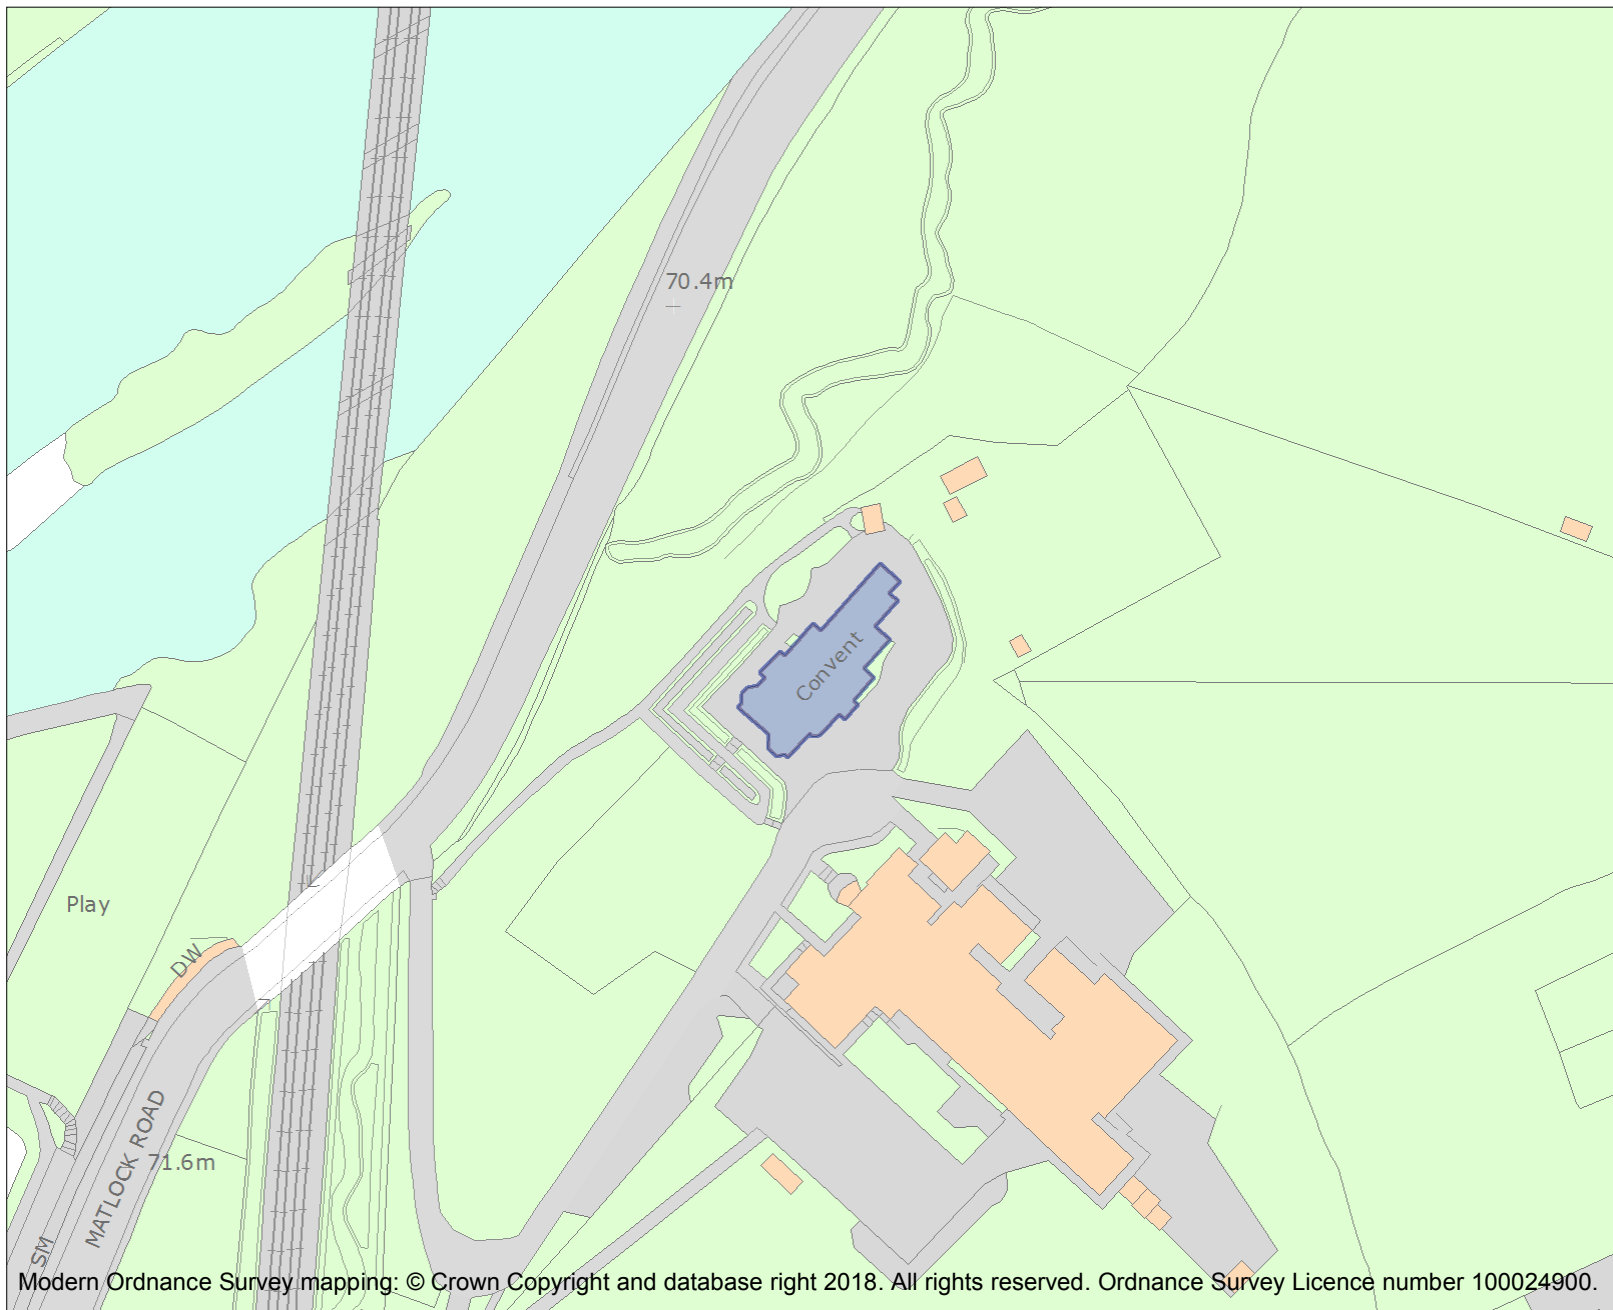 70.4m
Convent
Play
DW
MATLOCK ROAD
71.6m
SM
Modern Ordnance Survey mapping: © Crown Copyright and database right 2018. All rights reserved. Ordnance Survey Licence number 100024900.